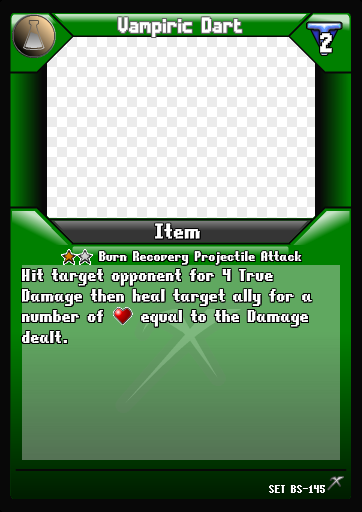 Vampiric Dart
2
Item
Burn Recovery Projectile Attack
Hit target opponent for 4 True
Damage then heal target ally for a
number of equal to the Damage
dealt.
SET BS-145